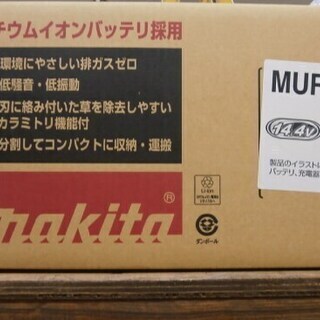 チウムイオンバッテリ採用
環境にやさしい排ガスゼロ
低騒音・低振動
刃に絡み付いた草を除去しやすい
カラミトリ機能付
分割してコンパクトに収納・運搬
makita®
ダンボール
MUF
14.4V
製品のイラストに
バッテリ、充電器